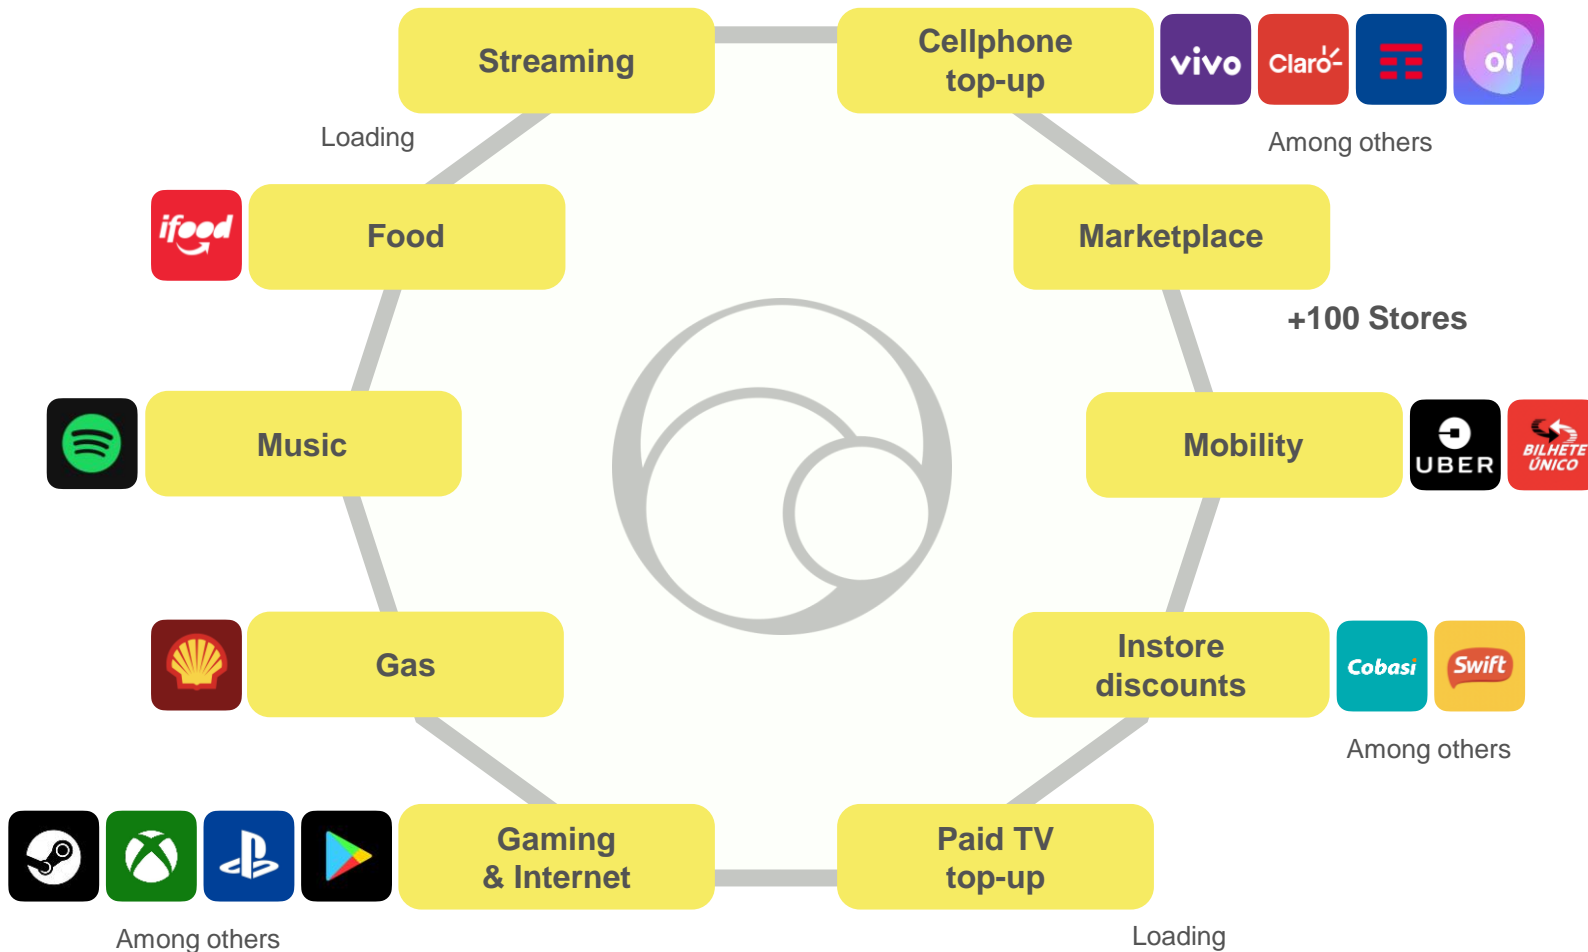 Streaming
Cellphone
top-up
vivo
Claro
oi
Loading
Among others
ifood
Food
Marketplace
+100 Stores
Music
Mobility
UBER
BILHETE
ÚNICO
Gas
Instore
discounts
Cobasi
Swift
Among others
Gaming
& Internet
Paid TV
top-up
Among others
Loading